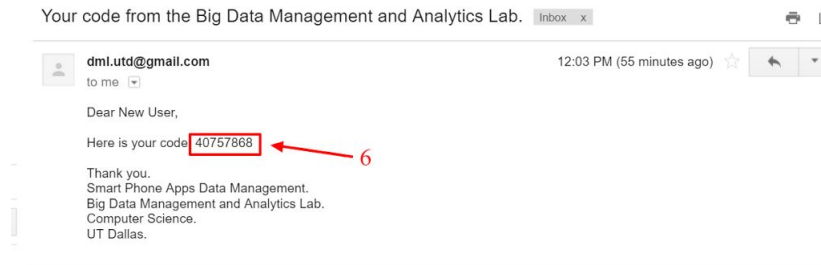 Your code from the Big Data Management and Analytics Lab. Inbox x
dml.utd@gmail.com 12:03 PM (55 minutes ago)
to me
Dear New User,
Here is your code 40757868
6
Thank you.
Smart Phone Apps Data Management.
Big Data Management and Analytics Lab.
Computer Science.
UT Dallas.